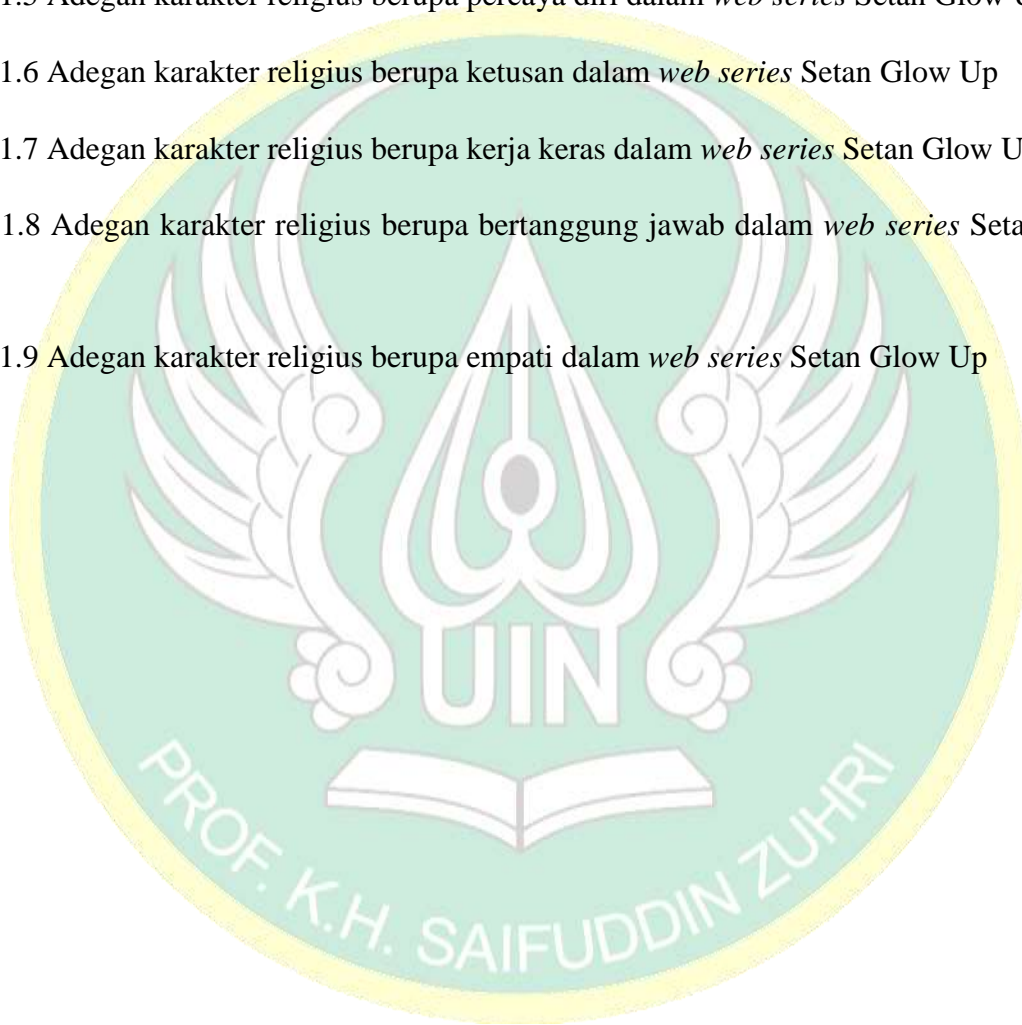 1.5 Adegan karakter religius berupa percaya diri dalam web series Setan Glow
1.6 Adegan karakter religius berupa ketusan dalam web series Setan Glow Up
1.7 Adegan karakter religius berupa kerja keras dalam web series Setan Glow U
1.8 Adegan karakter religius berupa bertanggung jawab dalam web series Seta
1.9 Adegan karakter religius berupa empati dalam web series Setan Glow Up
UIN
PROF. K.H. SAIFUDDIN ZUHRI